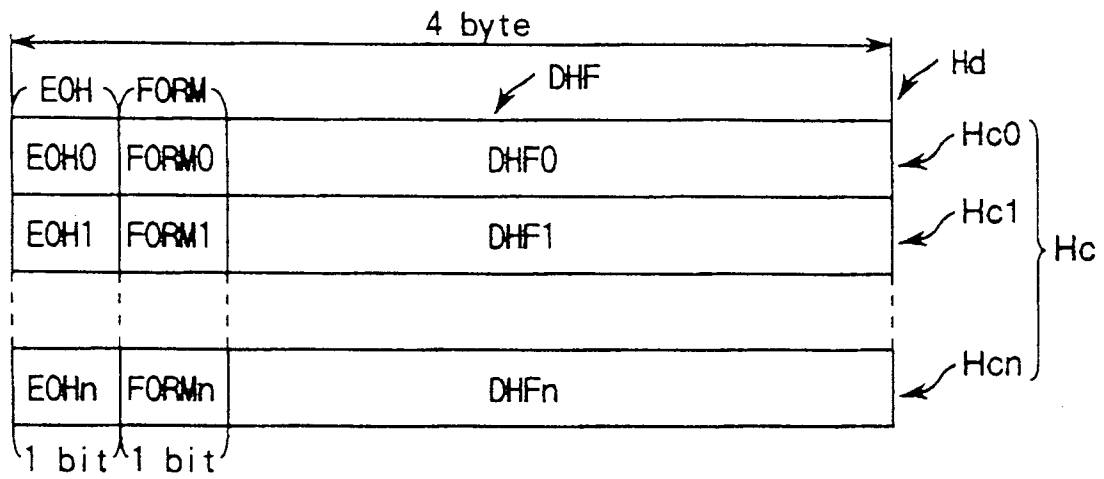 4 byte
EOH FORM DHF Hd
EOH0 FORM0 DHF0 Hc0
EOH1 FORM1 DHF1 Hc1
Hc
EOHn FORMn DHFn Hcn
1 bit 1 bit